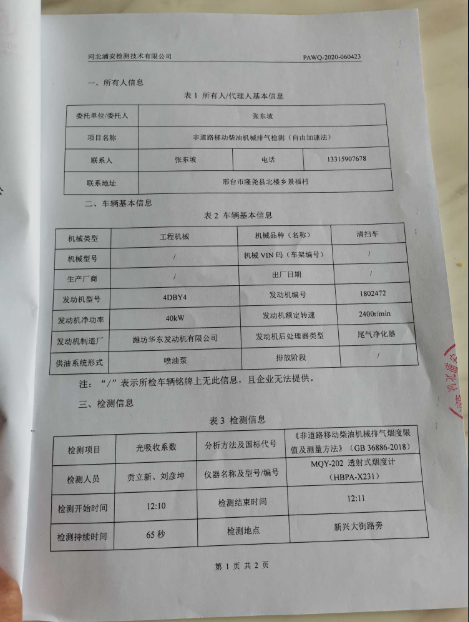 河北浦安检测技术有限公司 PAWQ-2020-060423
一、所有人信息
表 1 所有人/代理人基本信息
委托单位/委托人 张东坡
项目名称 非道路移动柴油机械排气检测（自由加速法）
联系人 张东坡 电话 13315907678
联系地址 邢台市隆尧县北楼乡景福村
二、车辆基本信息
表 2 车辆基本信息
机械类型 工程机械 机械品种（名称） 清扫车
机械型号 / 机械 VIN 码（车架编号） /
生产厂商 / 出厂日期 /
发动机型号 4DBY4 发动机编号 1802472
发动机净功率 40kW 发动机额定转速 2400r/min
发动机制造厂 潍坊华东发动机有限公司 发动机后处理器类型 尾气净化器
供油系统形式 喷油泵 排放阶段 /
注：“/”表示所检车辆铭牌上无此信息，且企业无法提供。
三、检测信息
表 3 检测信息
检测项目 光吸收系数 分析方法及国标代号 《非道路移动柴油机械排气烟度限
值及测量方法》（GB 36886-2018）
检测人员 贾立新、刘彦坤 仪器名称及型号/编号 MQY-202 透射式烟度计
（HBPA-X231）
检测开始时间 12:10 检测结束时间 12:11
检测持续时间 65 秒 检测地点 新兴大街路旁
第 1 页 共 2 页